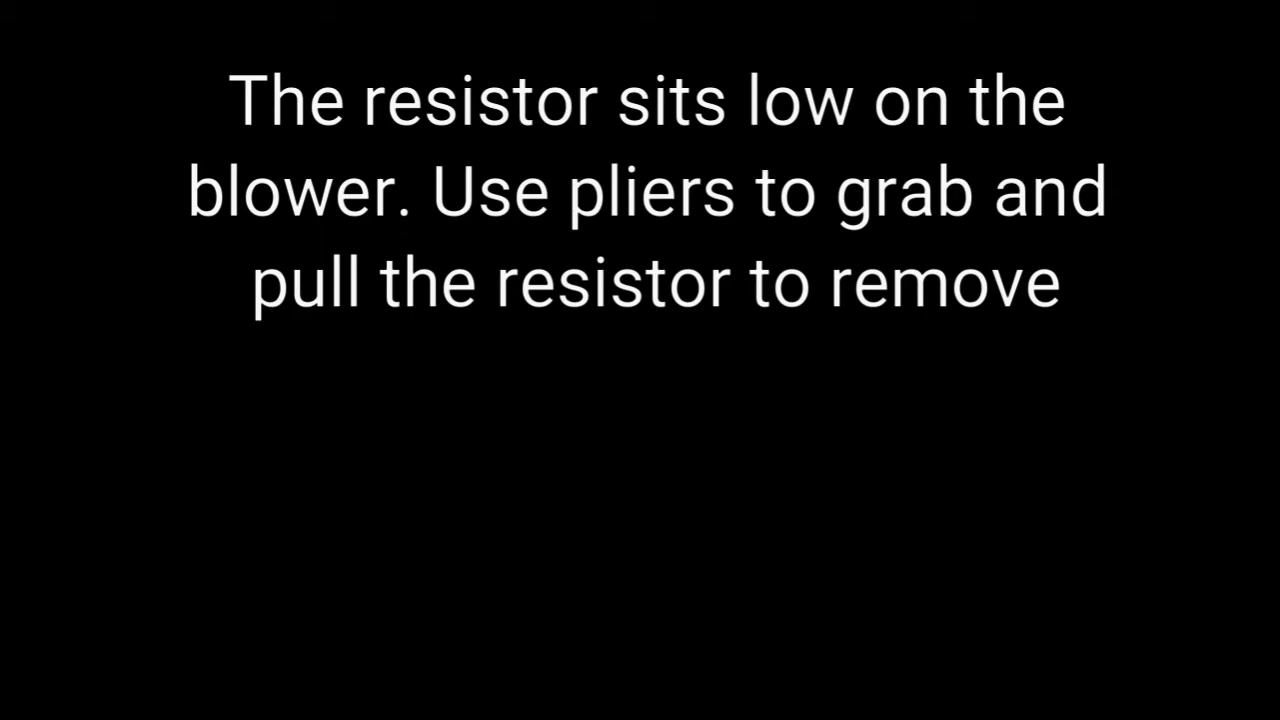 The resistor sits low on the
blower. Use pliers to grab and
pull the resistor to remove